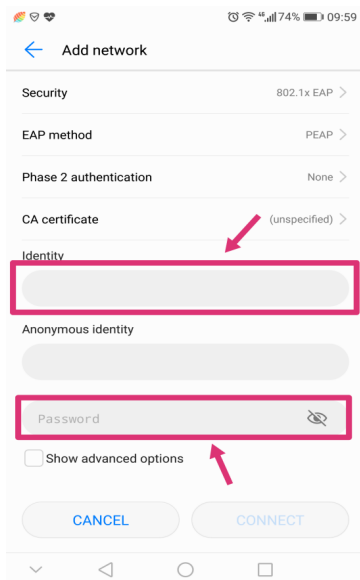 4G 74% 09:59
Add network
Security 802.1x EAP
EAP method PEAP
Phase 2 authentication None
CA certificate (unspecified)
Identity
Anonymous identity
Password
Show advanced options
CANCEL CONNECT